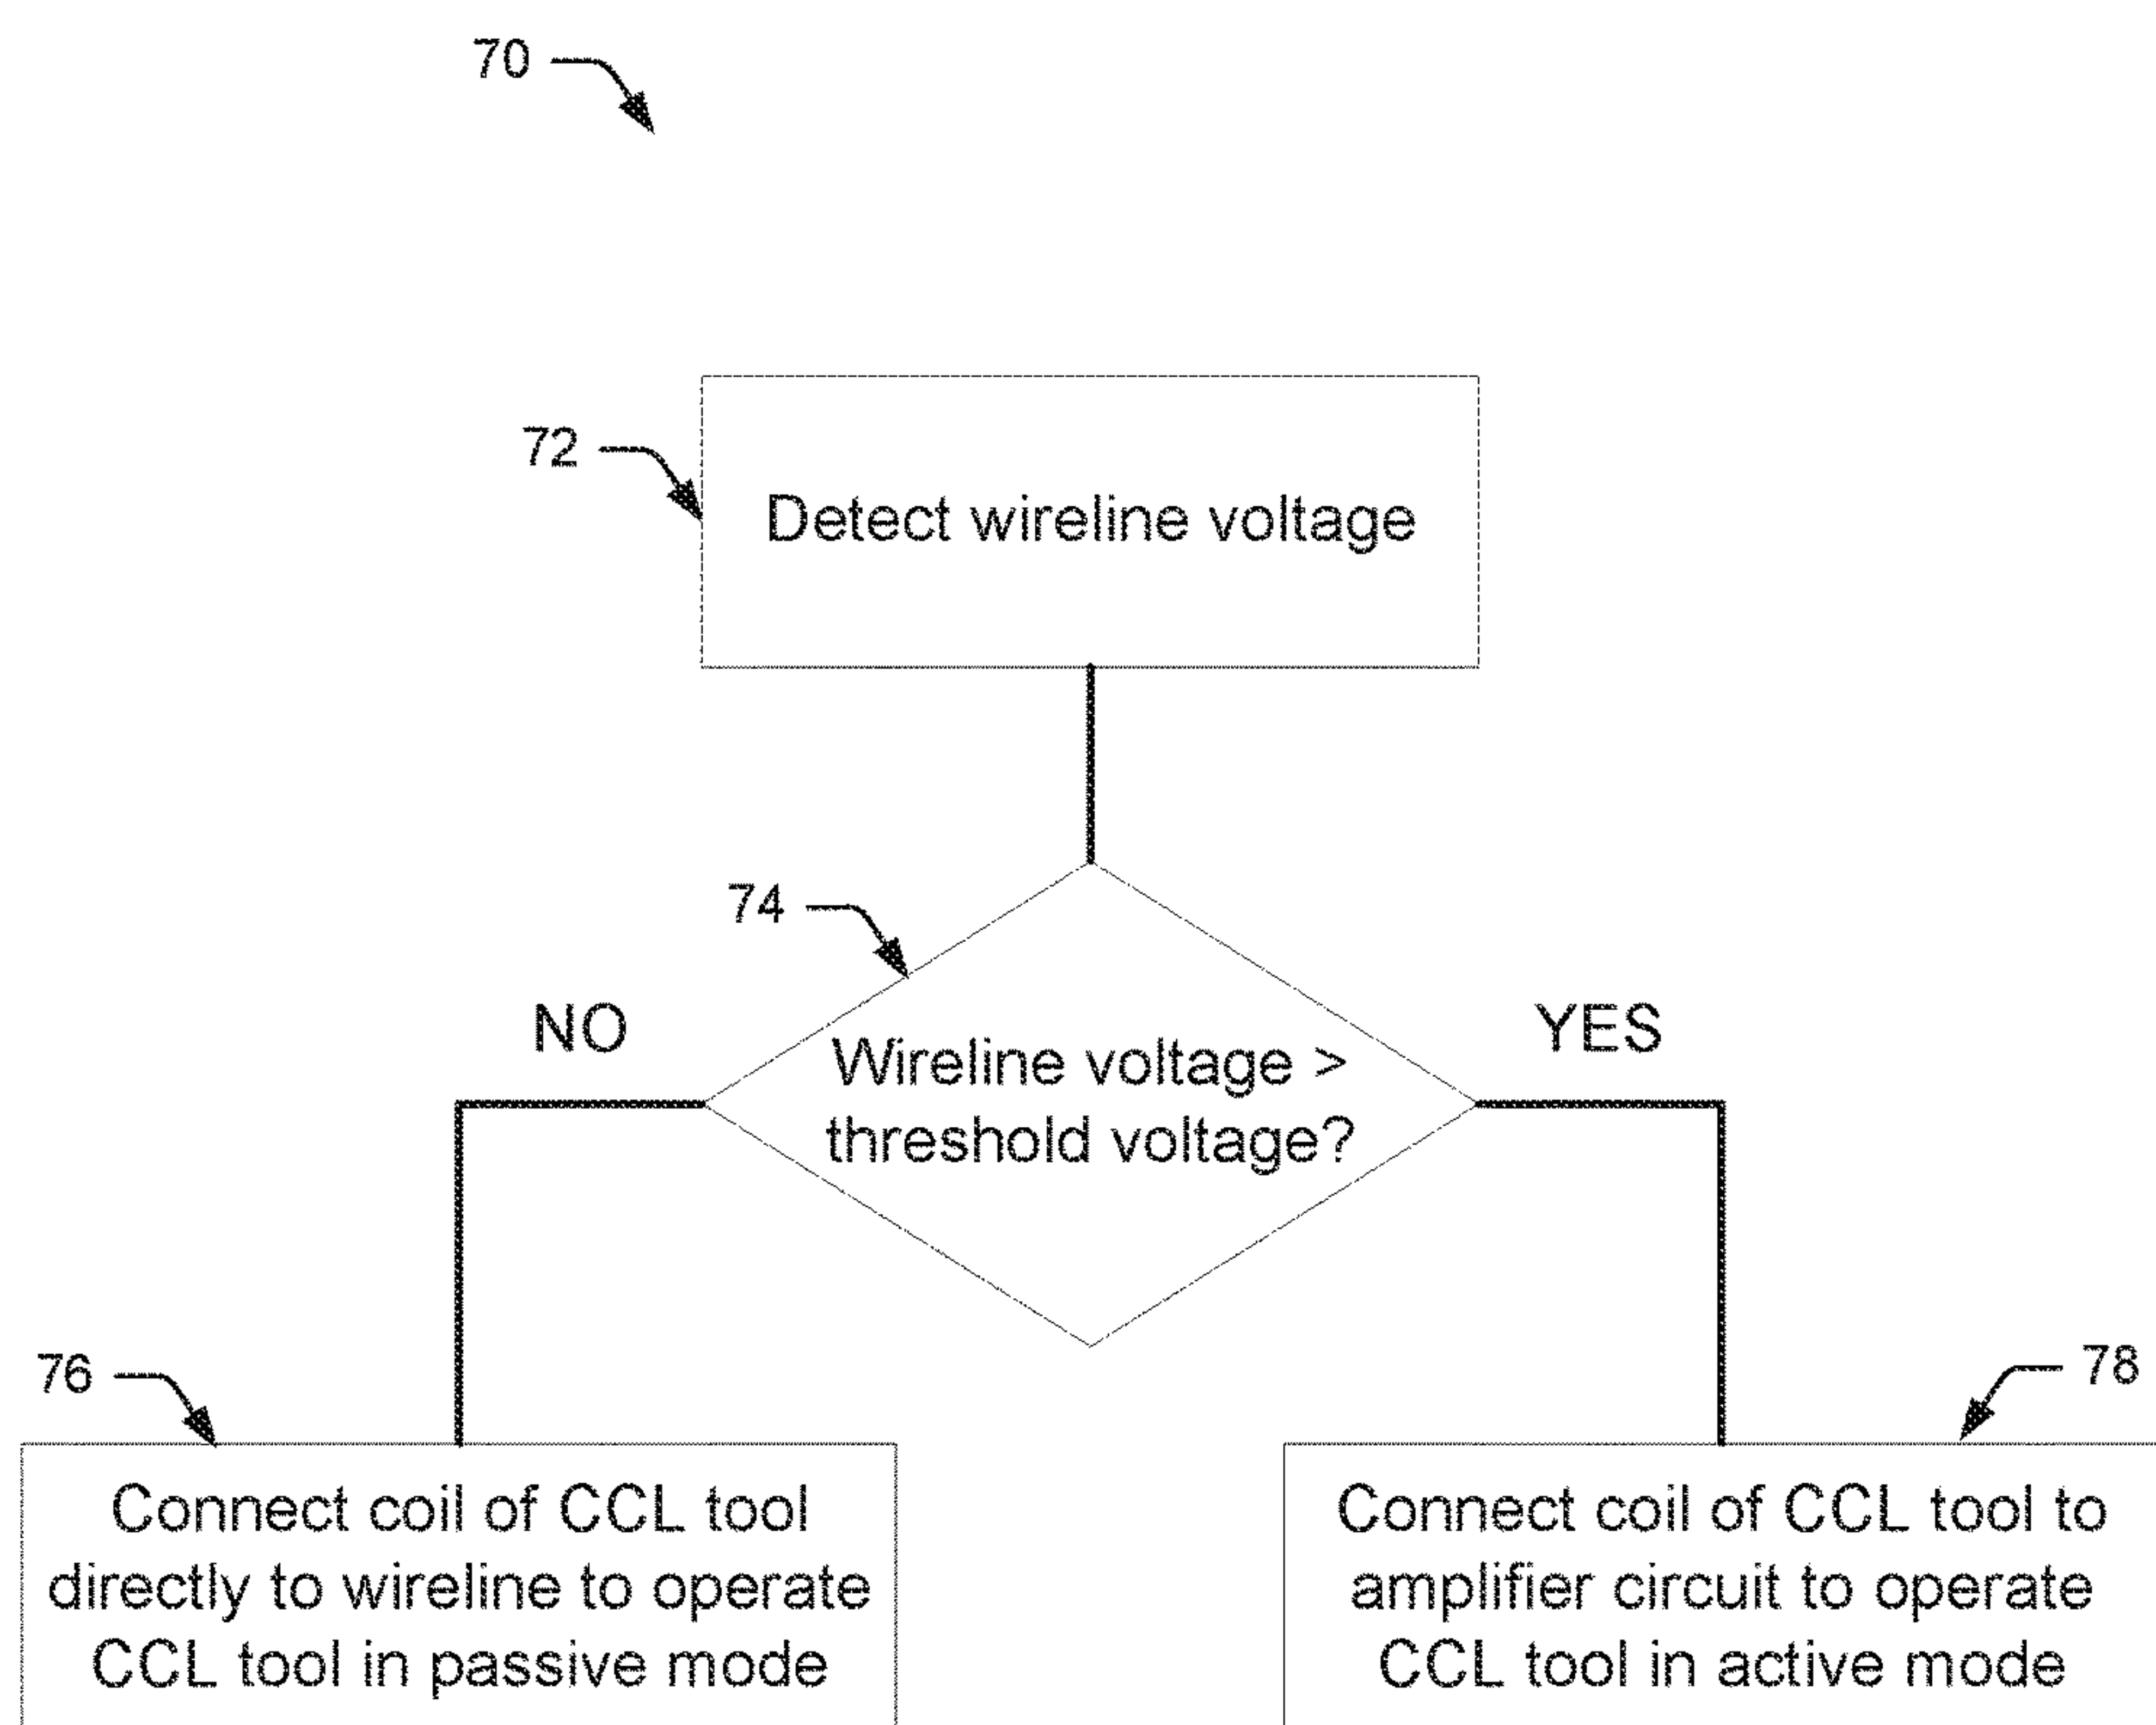 70
72
Detect wireline voltage
74
NO
YES
Wireline voltage >
threshold voltage?
76
78
Connect coil of CCL tool
directly to wireline to operate
CCL tool in passive mode
Connect coil of CCL tool to
amplifier circuit to operate
CCL tool in active mode